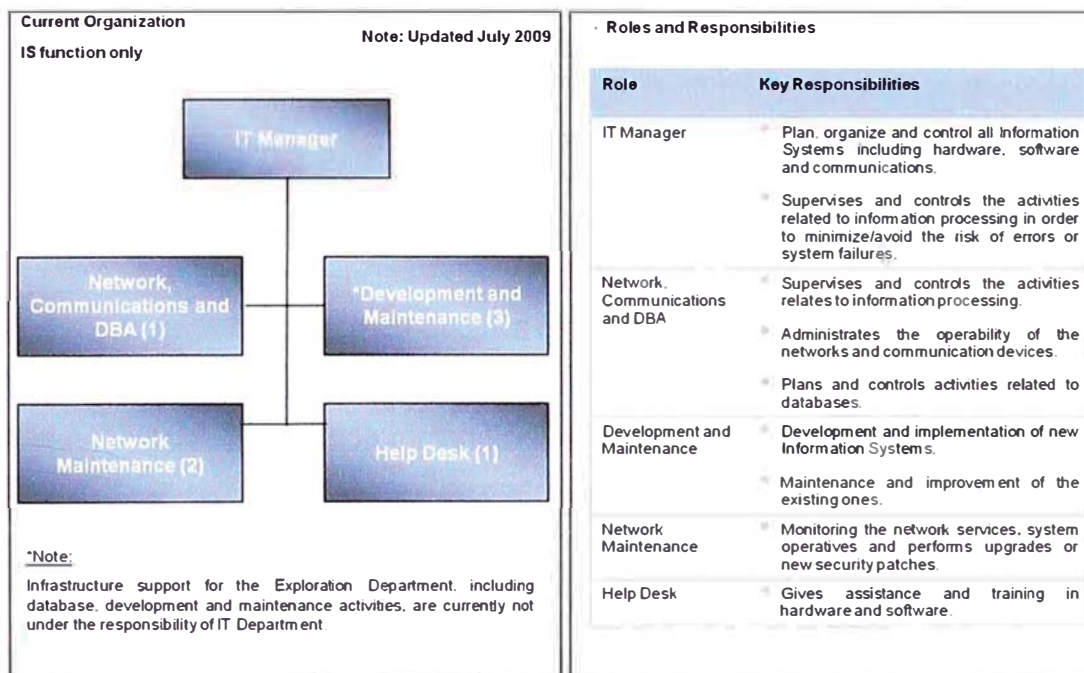 Current Organization
Note: Updated July 2009
IS function only
IT Manager
Network,
Communications and
DBA (1)
*Development and
Maintenance (3)
Network
Maintenance (2)
Help Desk (1)
*Note:
Infrastructure support for the Exploration Department. including
database, development and maintenance activities, are currently not
under the responsibility of IT Department
· Roles and Responsibilities
Role Key Responsibilities
IT Manager
• Plan, organize and control all Information
Systems including hardware, software
and communications.
• Supervises and controls the activities
related to information processing in order
to minimize/avoid the risk of errors or
system failures.
Network,
Communications
and DBA
• Supervises and controls the activities
relates to information processing.
• Administrates the operability of the
networks and communication devices.
• Plans and controls activities related to
databases.
Development and
Maintenance
• Development and implementation of new
Information Systems.
• Maintenance and improvement of the
existing ones.
Network
Maintenance
• Monitoring the network services, system
operatives and performs upgrades or
new security patches.
Help Desk
• Gives assistance and training in
hardware and software.